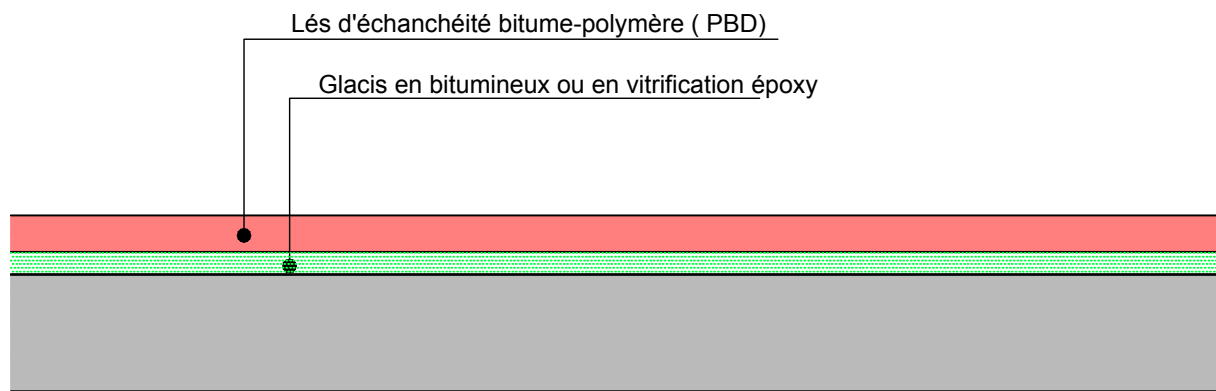 Lés d'échanchéité bitume-polymère ( PBD)
Glacis en bitumineux ou en vitrification époxy